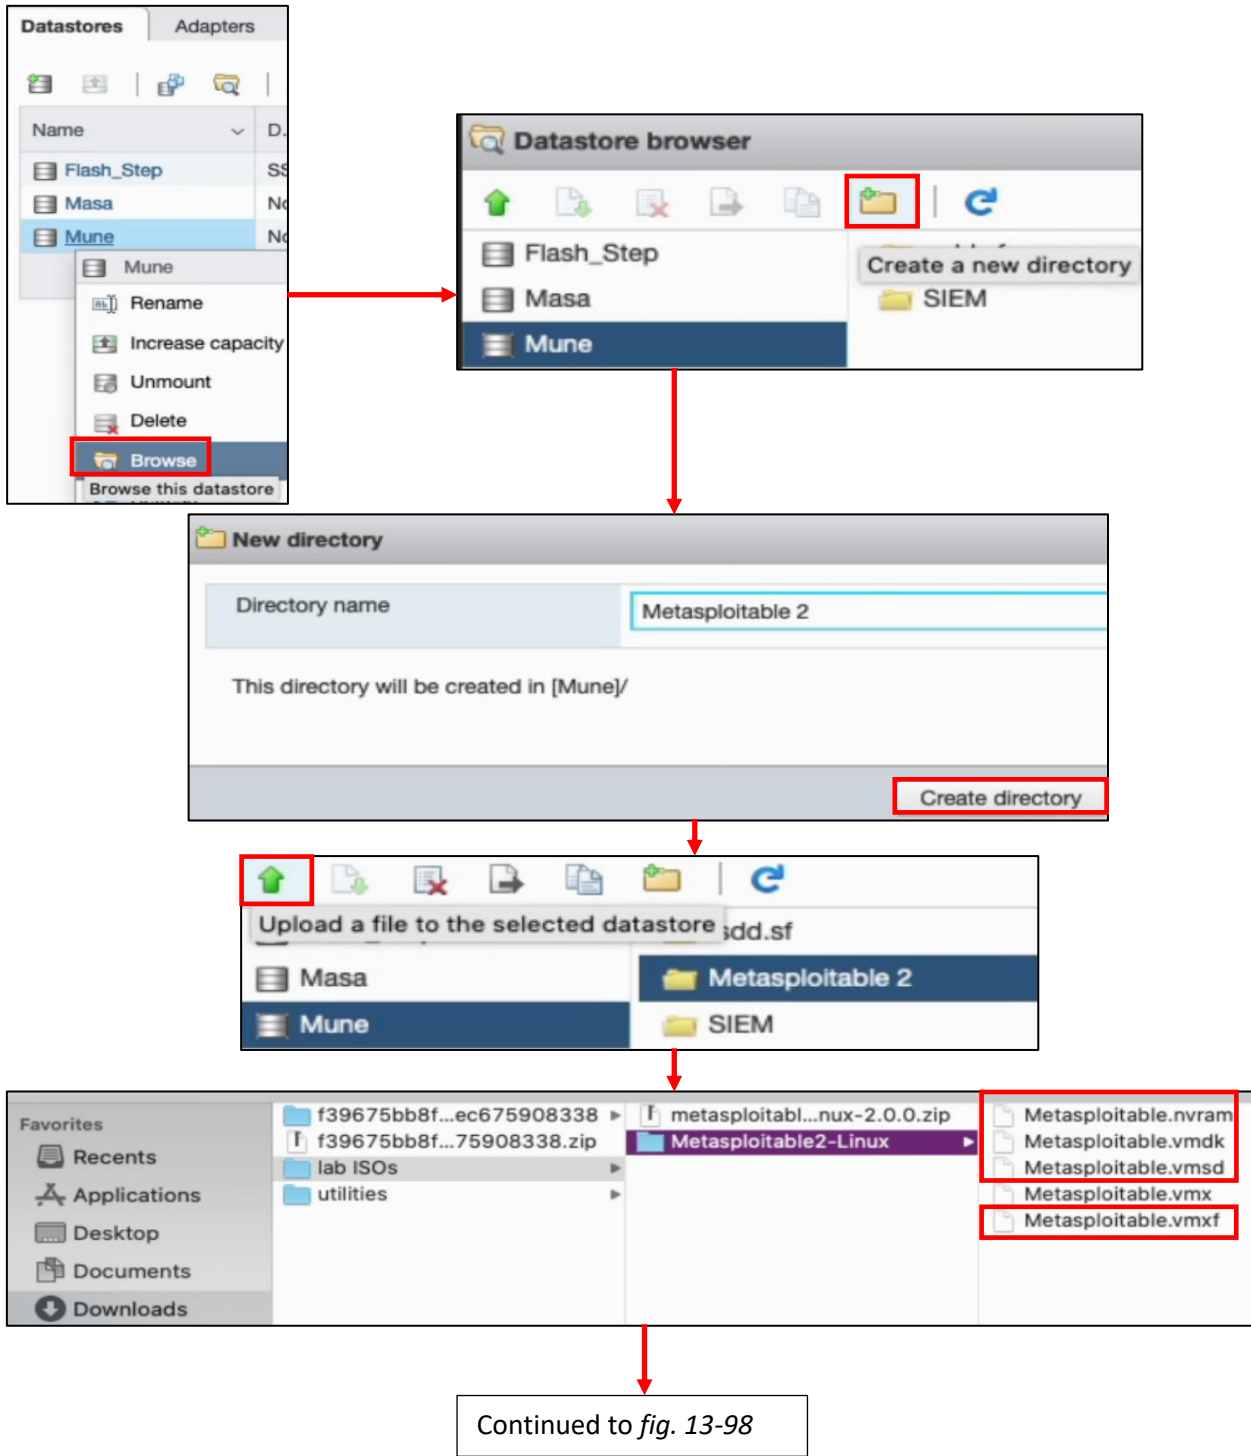 Datastores Adapters
Name D.
Flash_Step SS
Masa No
Mune No
Mune
Rename
Increase capacity
Unmount
Delete
Browse
Browse this datastore
Datastore browser
Flash_Step
Create a new directory
Masa SIEM
Mune
New directory
Directory name Metasploitable 2
This directory will be created in [Mune]/
Create directory
Upload a file to the selected datastore sdd.sf
Masa Metasploitable 2
Mune SIEM
Favorites
Recents
Applications
Desktop
Documents
Downloads
f39675bb8f...ec675908338
f39675bb8f...75908338.zip
lab ISOs
utilities
metasploitabl...nux-2.0.0.zip
Metasploitable2-Linux
Metasploitable.nvram
Metasploitable.vmdk
Metasploitable.vmsd
Metasploitable.vmx
Metasploitable.vmxf
Continued to fig. 13-98